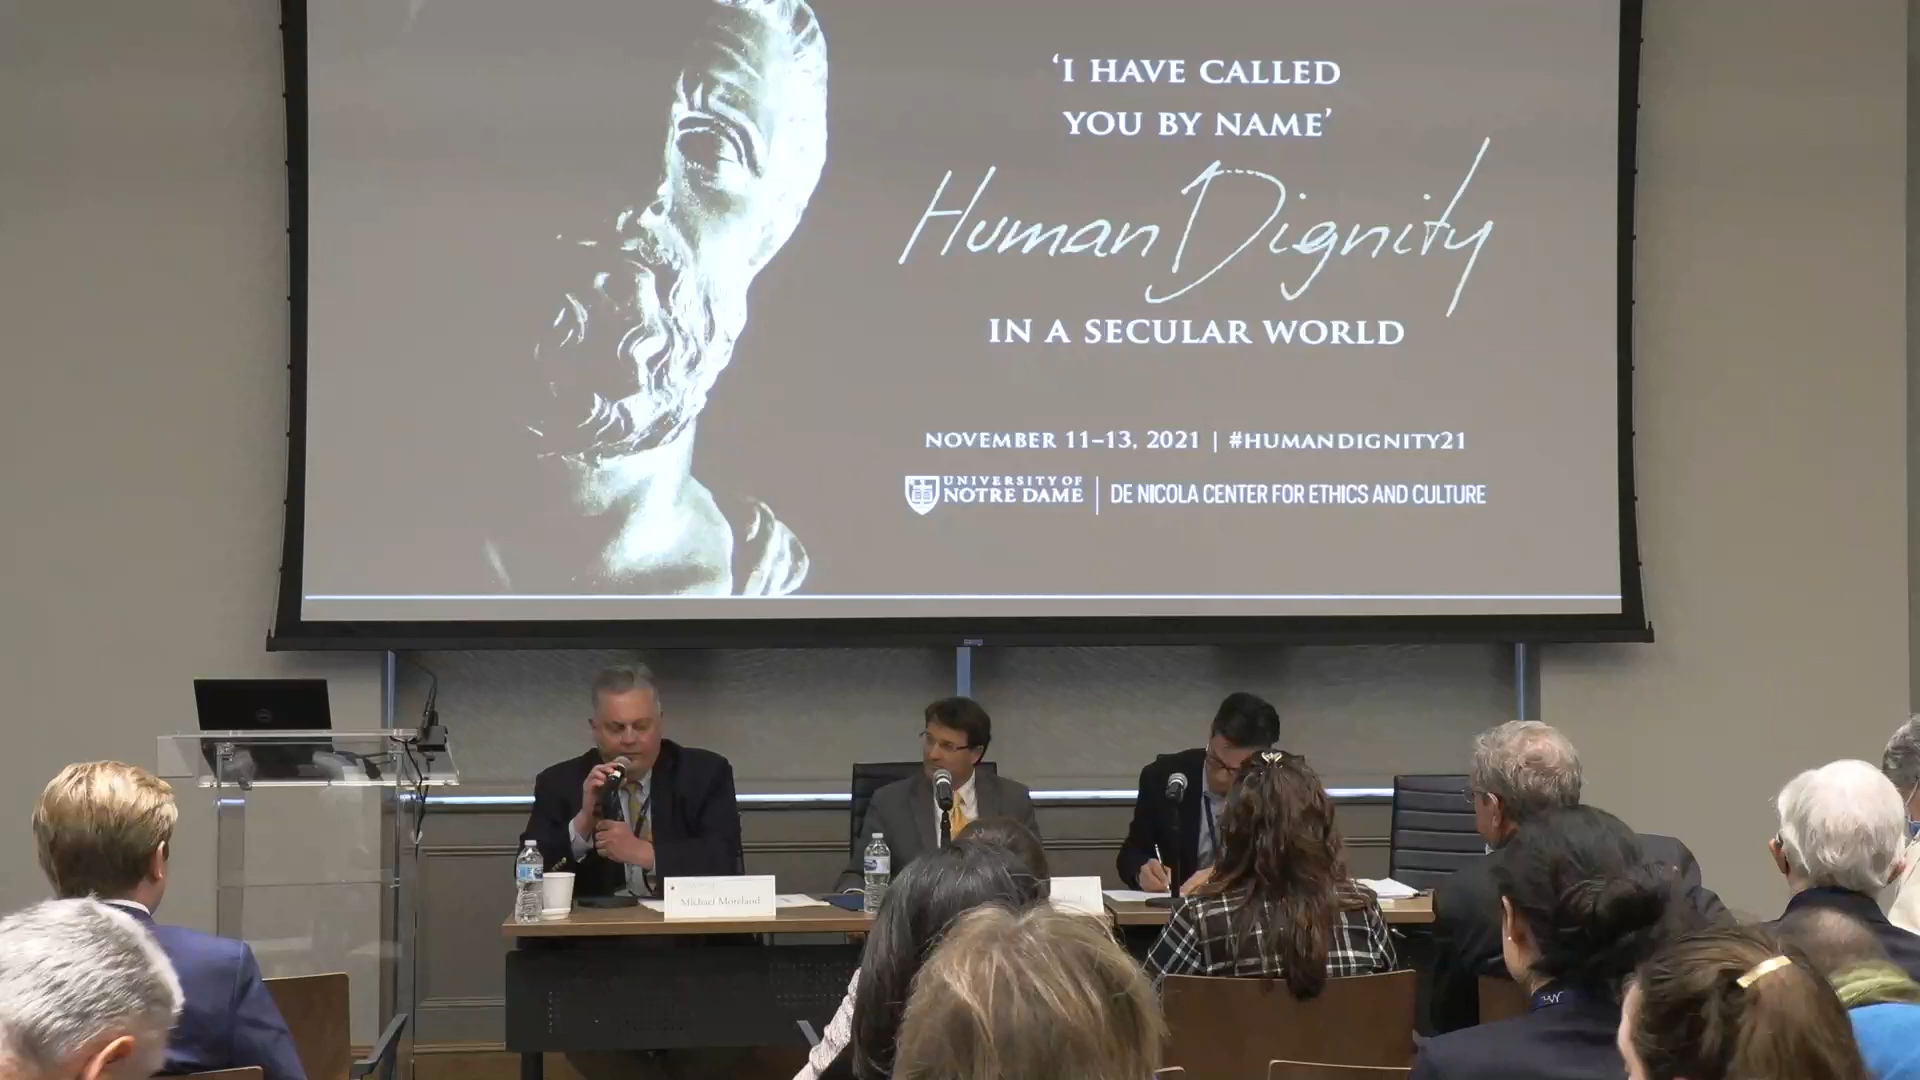 ‘I HAVE CALLED
YOU BY NAME’
Human Dignity
IN A SECULAR WORLD
NOVEMBER 11–13, 2021 | #HUMANDIGNITY21
UNIVERSITY OF
NOTRE DAME
DE NICOLA CENTER FOR ETHICS AND CULTURE
Michael Moreland